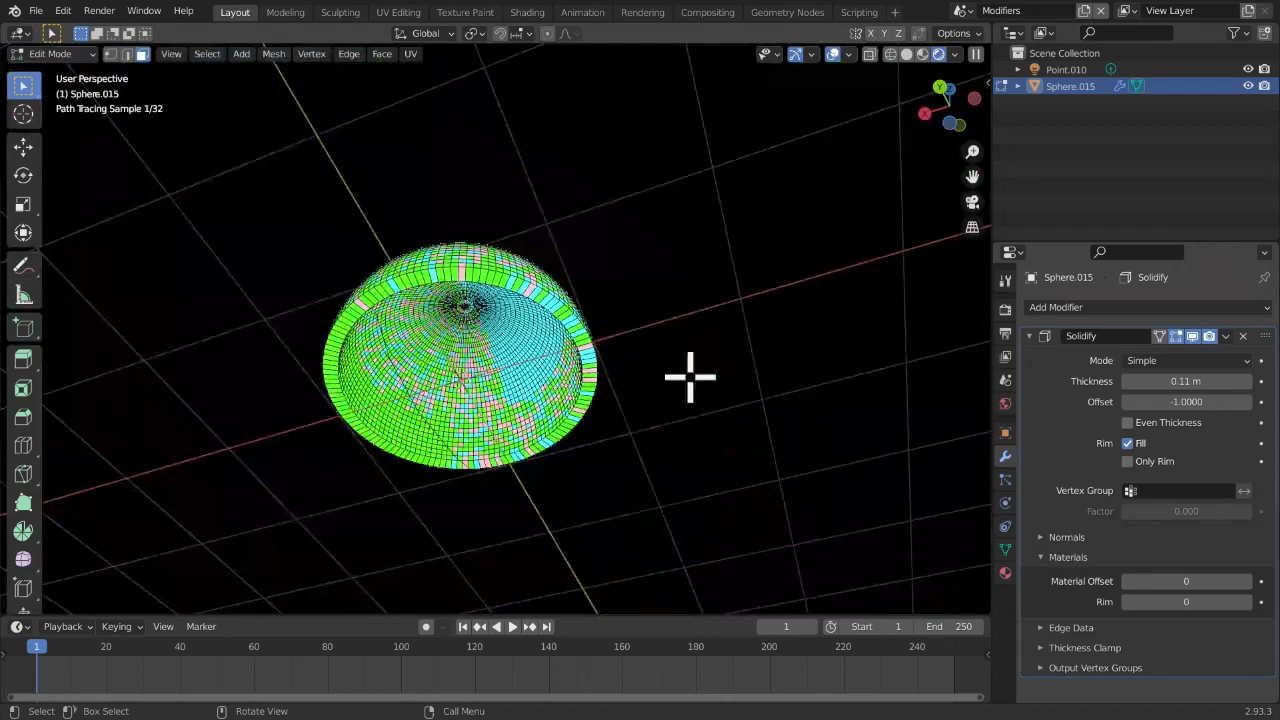 File Edit Render Window Help Layout Modeling Sculpting UV Editing Texture Paint Shading Animation Rendering Compositing Geometry Nodes Scripting + Modifiers View Layer
Global Options
Edit Mode View Select Add Mesh Vertex Edge Face UV X Y Z
User Perspective
(1) Sphere.015
Path Tracing Sample 1/32
Y Z
X
Scene Collection
Point.010
Sphere.015
Sphere.015 Solidify
Add Modifier
Solidify
Mode Simple
Thickness 0.11 m
Offset -1.0000
Even Thickness
Rim Fill
Only Rim
Vertex Group
Factor 0.000
Normals
Materials
Material Offset 0
Rim 0
Edge Data
Thickness Clamp
Output Vertex Groups
Playback Keying View Marker 1 Start 1 End 250
1 20 40 60 80 100 120 140 160 180 200 220 240
Select Box Select Rotate View Call Menu 2.93.3